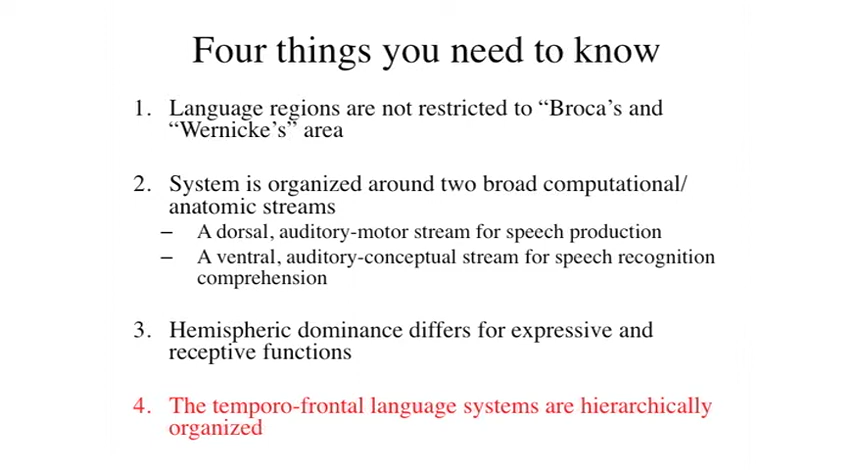 Four things you need to know
1. Language regions are not restricted to “Broca’s and
“Wernicke’s” area
2. System is organized around two broad computational/
anatomic streams
– A dorsal, auditory-motor stream for speech production
– A ventral, auditory-conceptual stream for speech recognition
comprehension
3. Hemispheric dominance differs for expressive and
receptive functions
4. The temporo-frontal language systems are hierarchically
organized